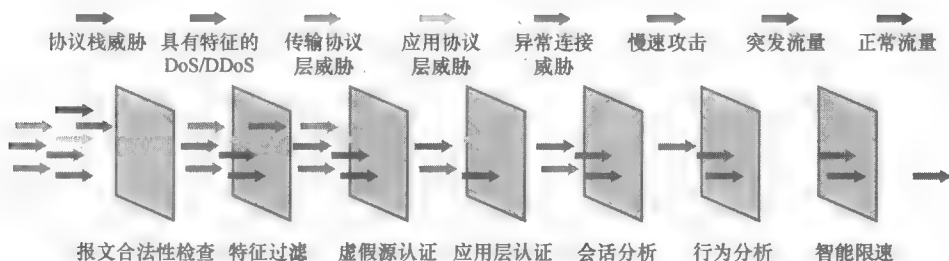 协议栈威胁 具有特征的 传输协议 应用协议 异常连接 慢速攻击 突发流量 正常流量
DoS/DDoS 层威胁 层威胁 威胁
报文合法性检查 特征过滤 虚假源认证 应用层认证 会话分析 行为分析 智能限速